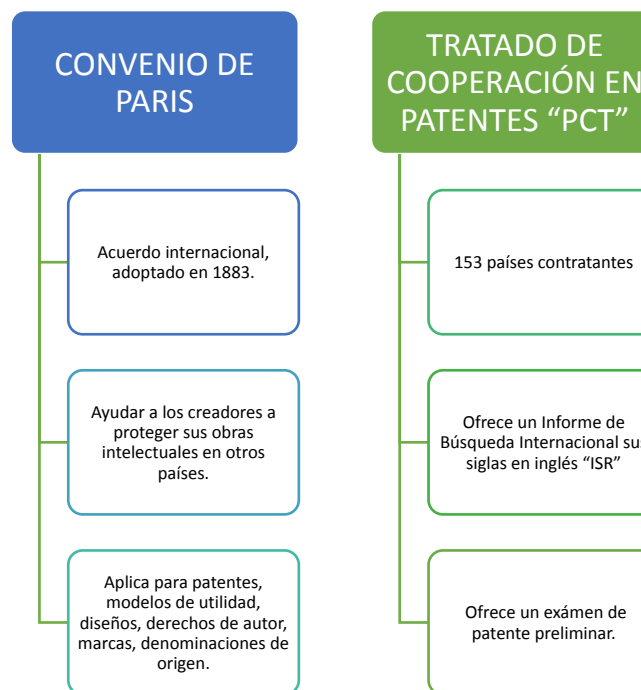 CONVENIO DE
PARIS
Acuerdo internacional,
adoptado en 1883.
Ayudar a los creadores a
proteger sus obras
intelectuales en otros
países.
Aplica para patentes,
modelos de utilidad,
diseños, derechos de autor,
marcas, denominaciones de
origen.
TRATADO DE
COOPERACIÓN EN
PATENTES “PCT”
153 países contratantes
Ofrece un Informe de
Búsqueda Internacional sus
siglas en inglés “ISR”
Ofrece un exámen de
patente preliminar.